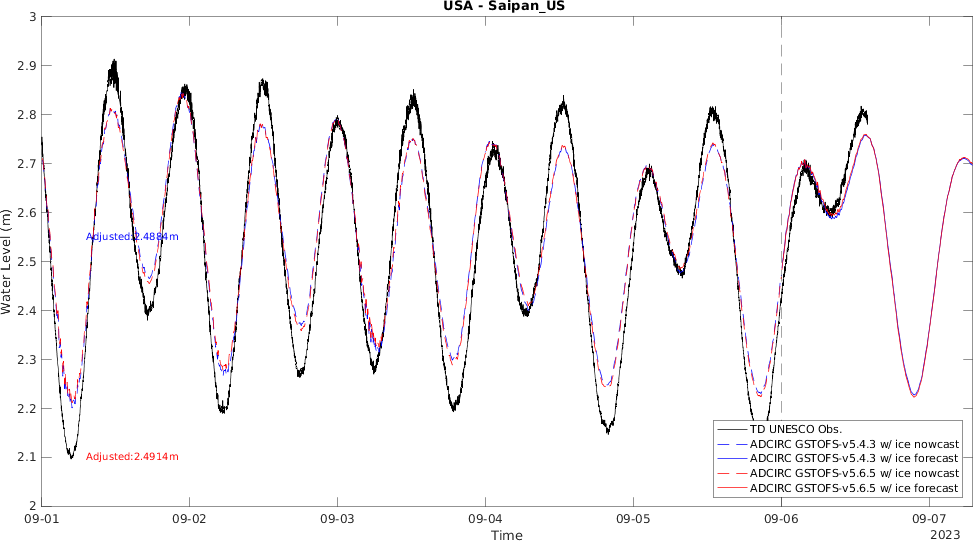 USA - Saipan_US
3
2.9
2.8
2.7
2.6
2.5
2.4
2.3
2.2
2.1
2
Water Level (m)
Adjusted:2.4884m
Adjusted:2.4914m
TD UNESCO Obs.
ADCIRC GSTOFS-v5.4.3 w/ ice nowcast
ADCIRC GSTOFS-v5.4.3 w/ ice forecast
ADCIRC GSTOFS-v5.6.5 w/ ice nowcast
ADCIRC GSTOFS-v5.6.5 w/ ice forecast
09-01 09-02 09-03 09-04 09-05 09-06 09-07
Time
2023